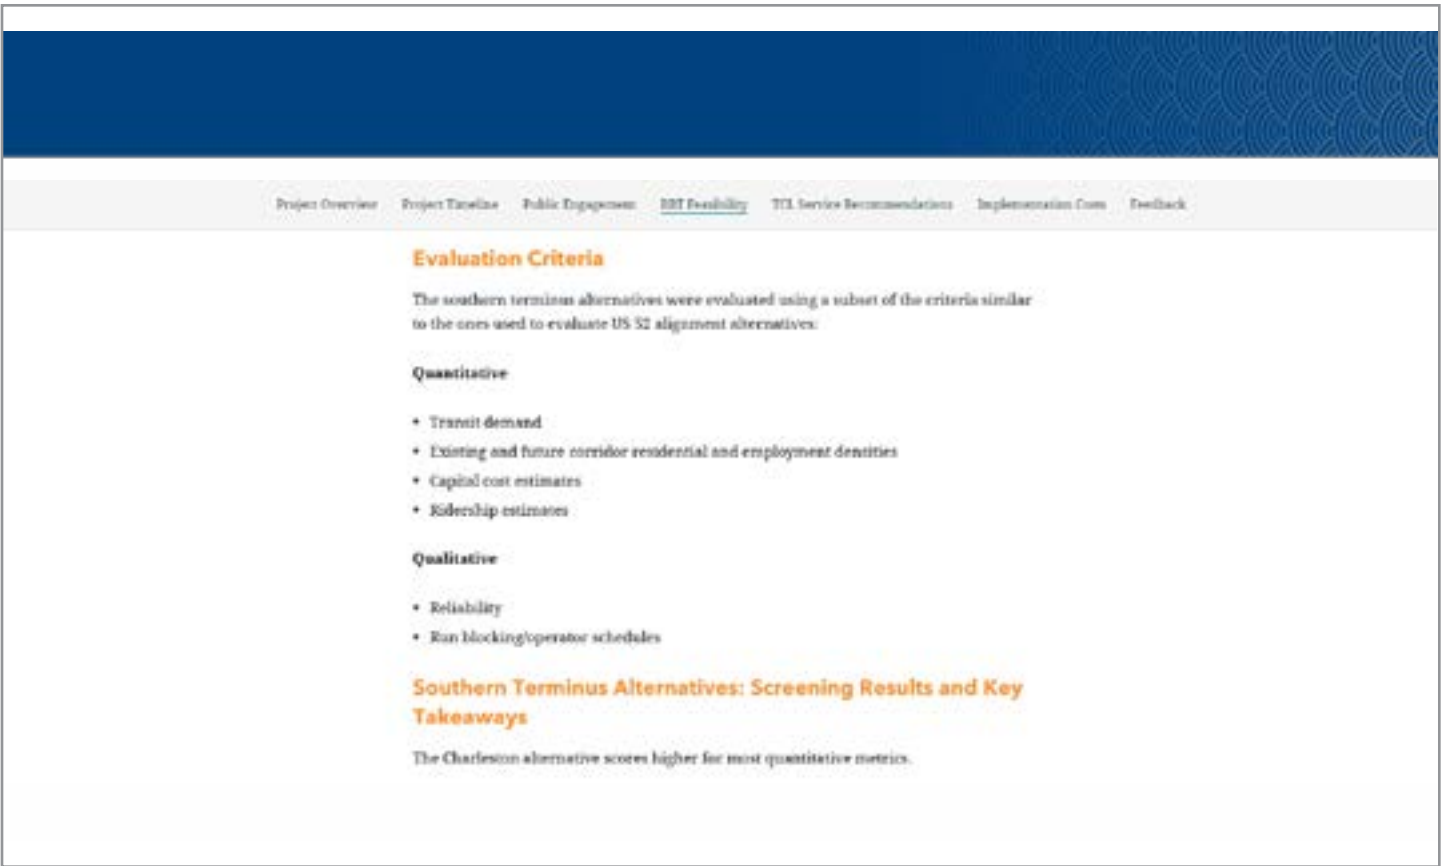 Project Overview Project Timeline Public Engagement BRT Feasibility TCL Service Recommendations Implementation Costs Feedback
Evaluation Criteria
The southern terminus alternatives were evaluated using a subset of the criteria similar
to the ones used to evaluate US 52 alignment alternatives:
Quantitative
• Transit demand
• Existing and future corridor residential and employment densities
• Capital cost estimates
• Ridership estimates
Qualitative
• Reliability
• Run blocking/operator schedules
Southern Terminus Alternatives: Screening Results and Key
Takeaways
The Charleston alternative scores higher for most quantitative metrics.